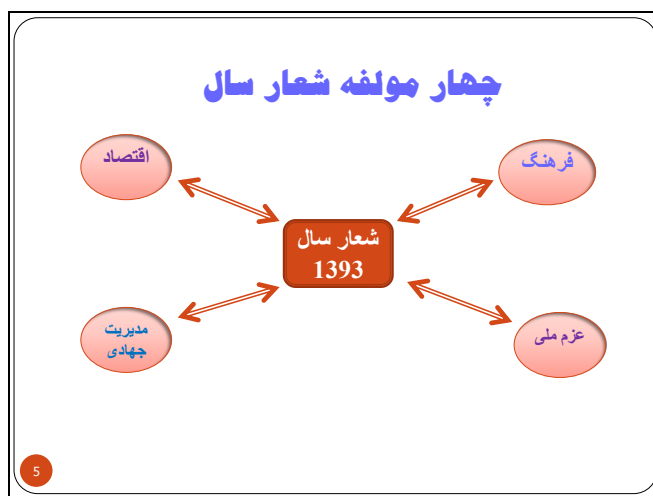 چهار مولفه شعار سال
فرهنگ
اقتصاد
شعار سال
1393
عزم ملی
مدیریت
جهادی
5